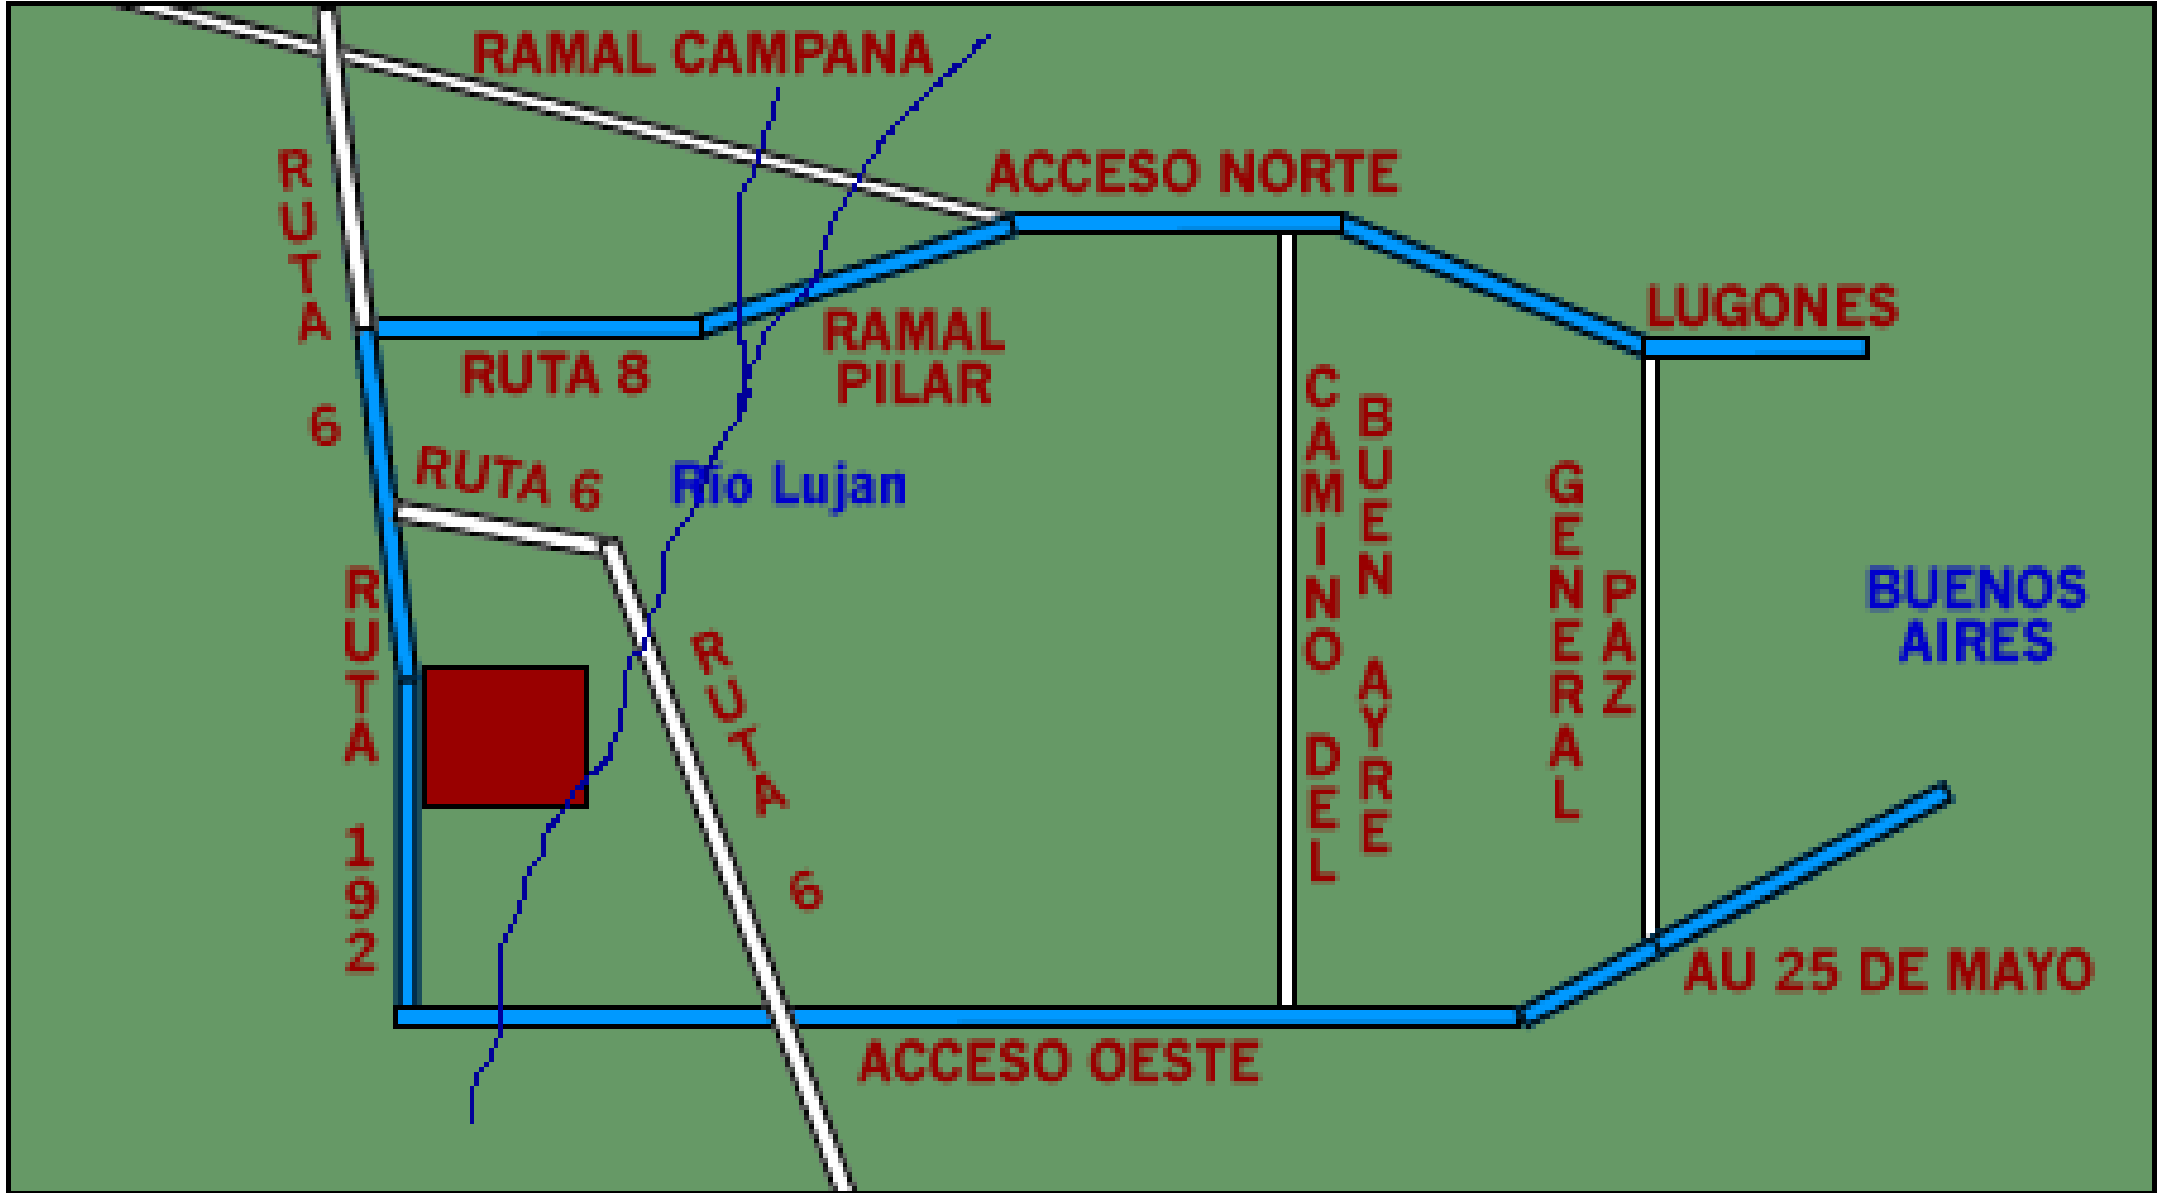 RAMAL CAMPANA
ACCESO NORTE
RUTA 6
LUGONES
RAMAL
PILAR
RUTA 8
CAMINO DEL
BUEN AYRE
RUTA 6
Río Lujan
GENERAL
PAZ
RUTA 192
BUENOS
AIRES
RUTA 6
AU 25 DE MAYO
ACCESO OESTE